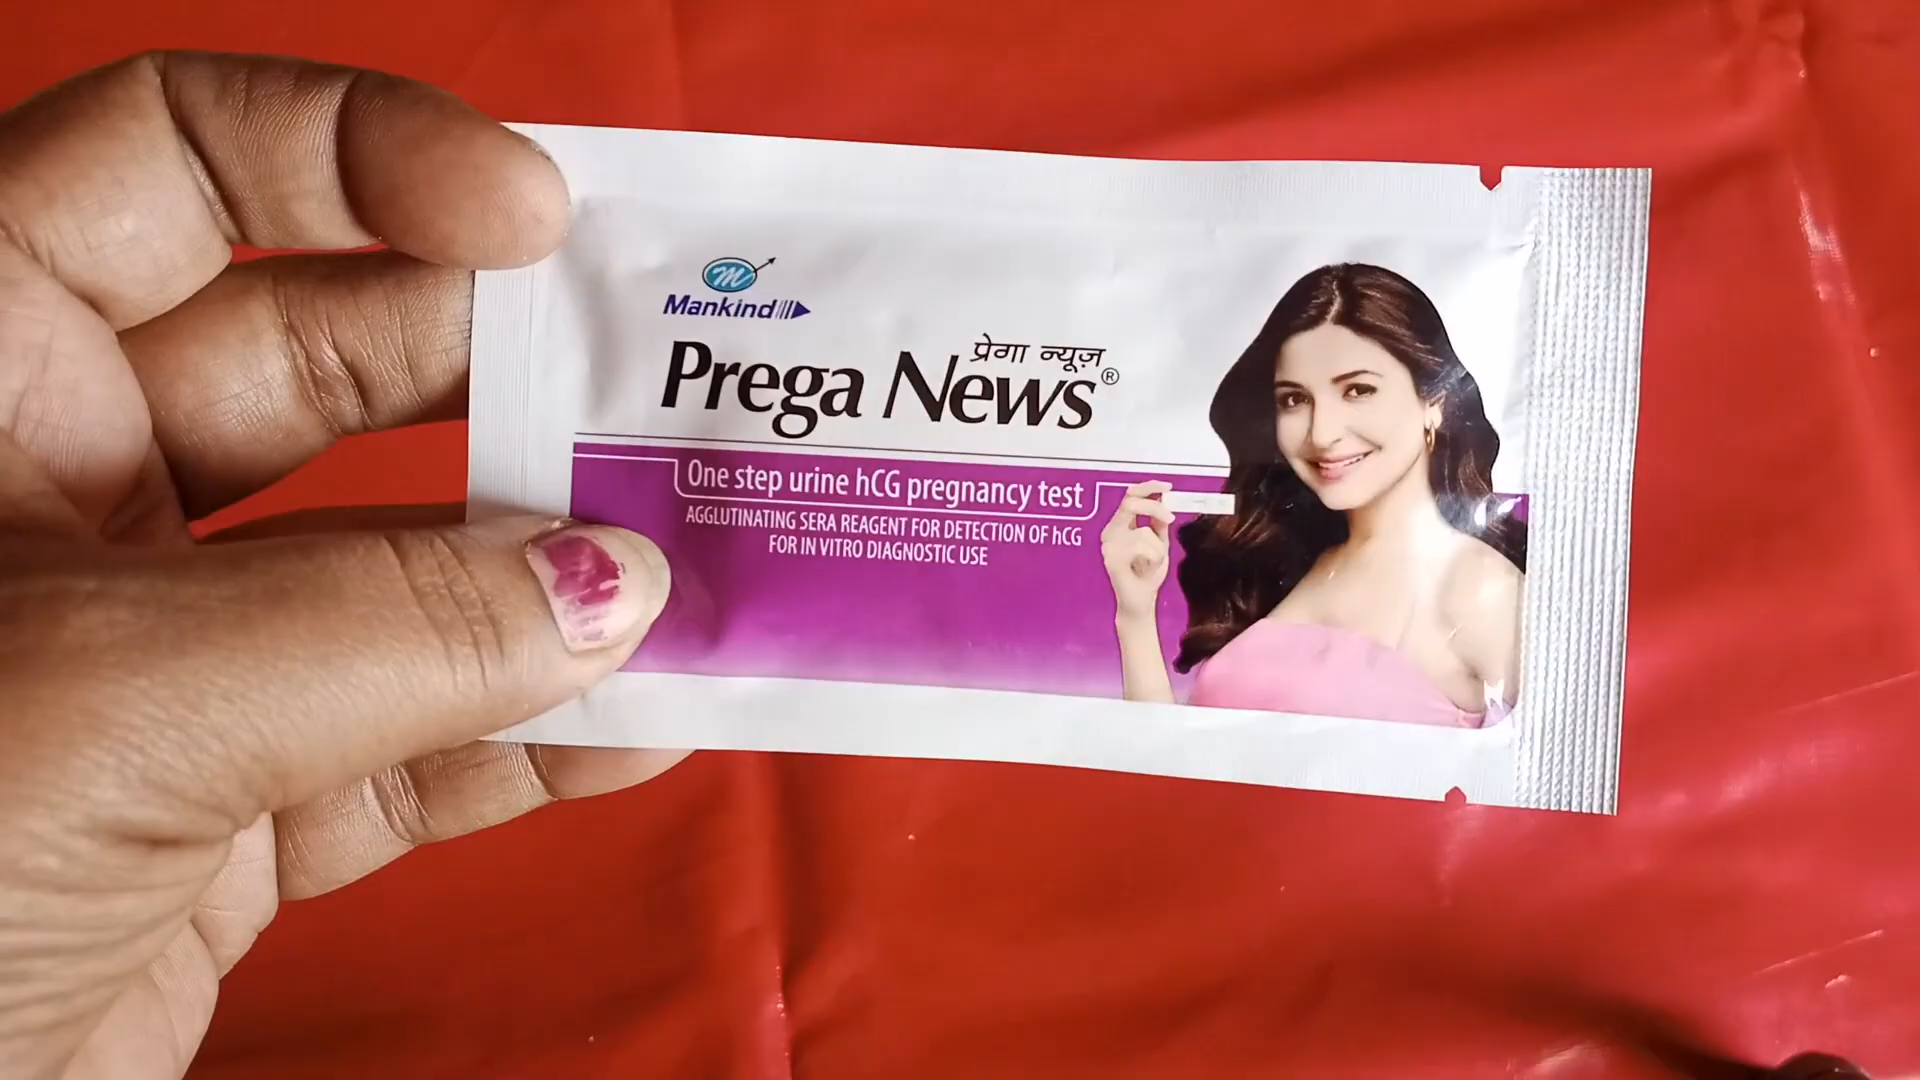 m
Mankind
प्रेगा न्यूज़
Prega News®
One step urine hCG pregnancy test
AGGLUTINATING SERA REAGENT FOR DETECTION OF hCG
FOR IN VITRO DIAGNOSTIC USE